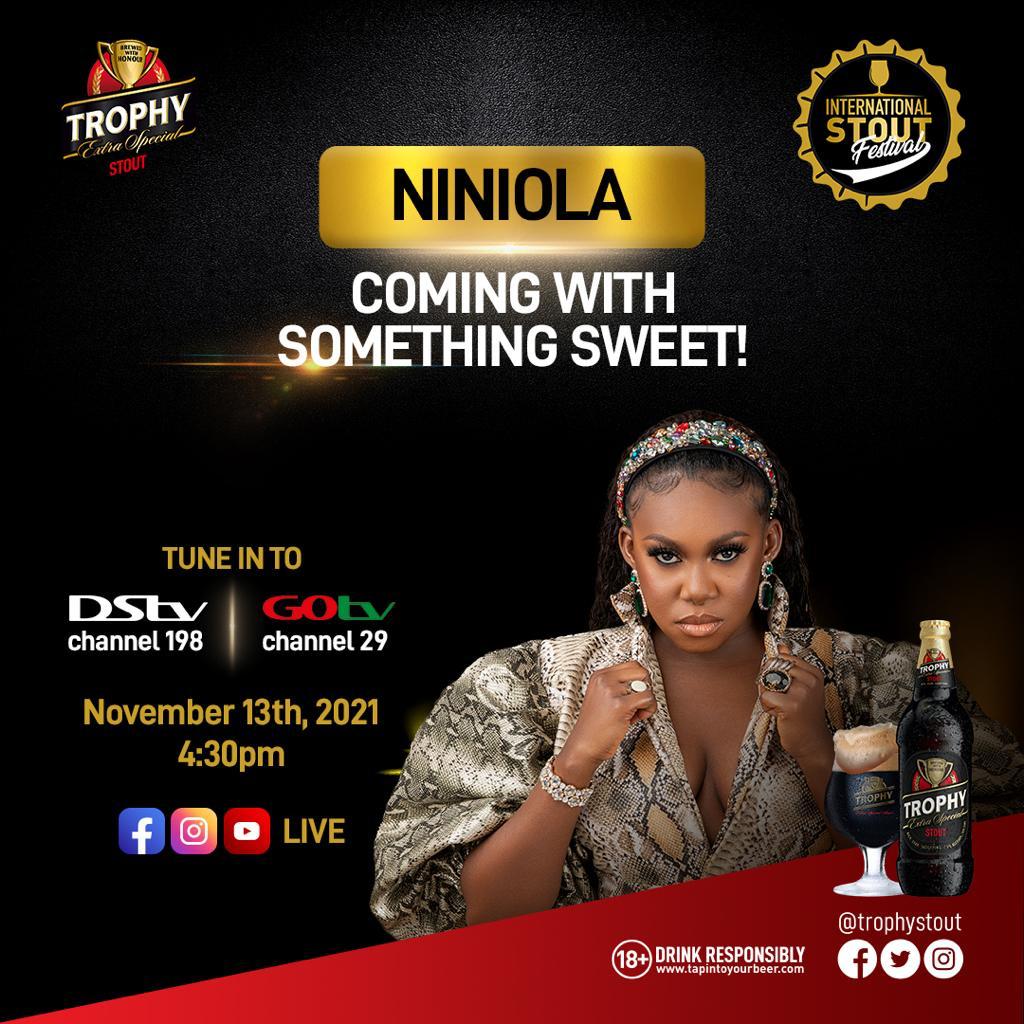 BREWED
WITH
HONOUR
TROPHY
Extra Special
STOUT
INTERNATIONAL
STOUT
Festival
NINIOLA
COMING WITH
SOMETHING SWEET!
TUNE IN TO
DStv
channel 198
GOtv
channel 29
November 13th, 2021
4:30pm
LIVE
TROPHY
STOUT
TROPHY
TROPHY
Extra Special
STOUT
@trophystout
18+ DRINK RESPONSIBLY
www.tapintoyourbeer.com